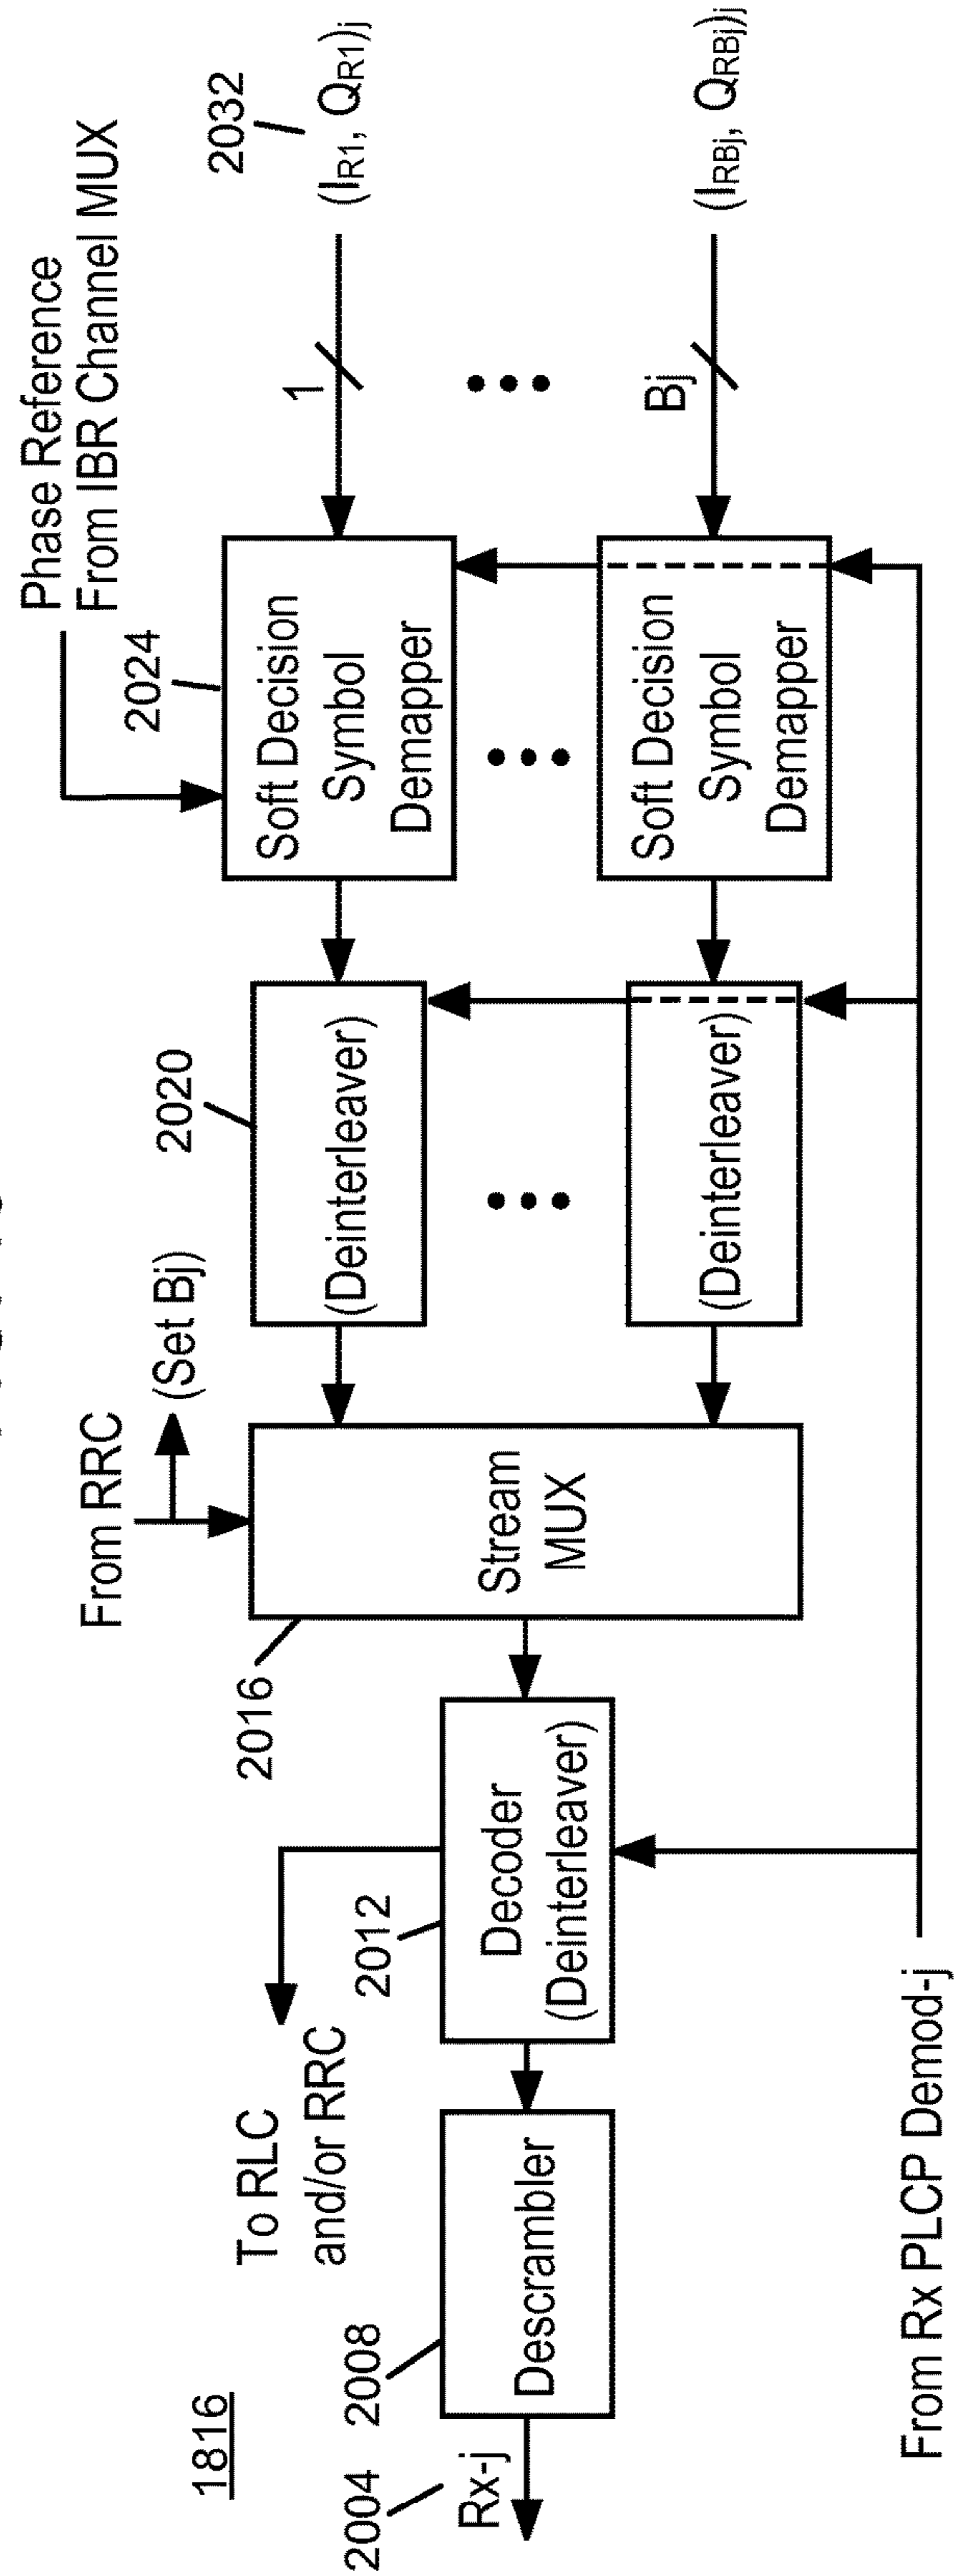 Phase Reference
From IBR Channel MUX
2032
(IR1, QR1)j
2024
1
Soft Decision
Symbol
Demapper
Bj
(IRBj, QRBj)j
Soft Decision
Symbol
Demapper
2020
(Deinterleaver)
(Deinterleaver)
From RRC
(Set Bj)
Stream
MUX
2016
Decoder
(Deinterleaver)
2012
To RLC
and/or RRC
Descrambler
2008
1816
2004
Rx-j
From Rx PLCP Demod-j